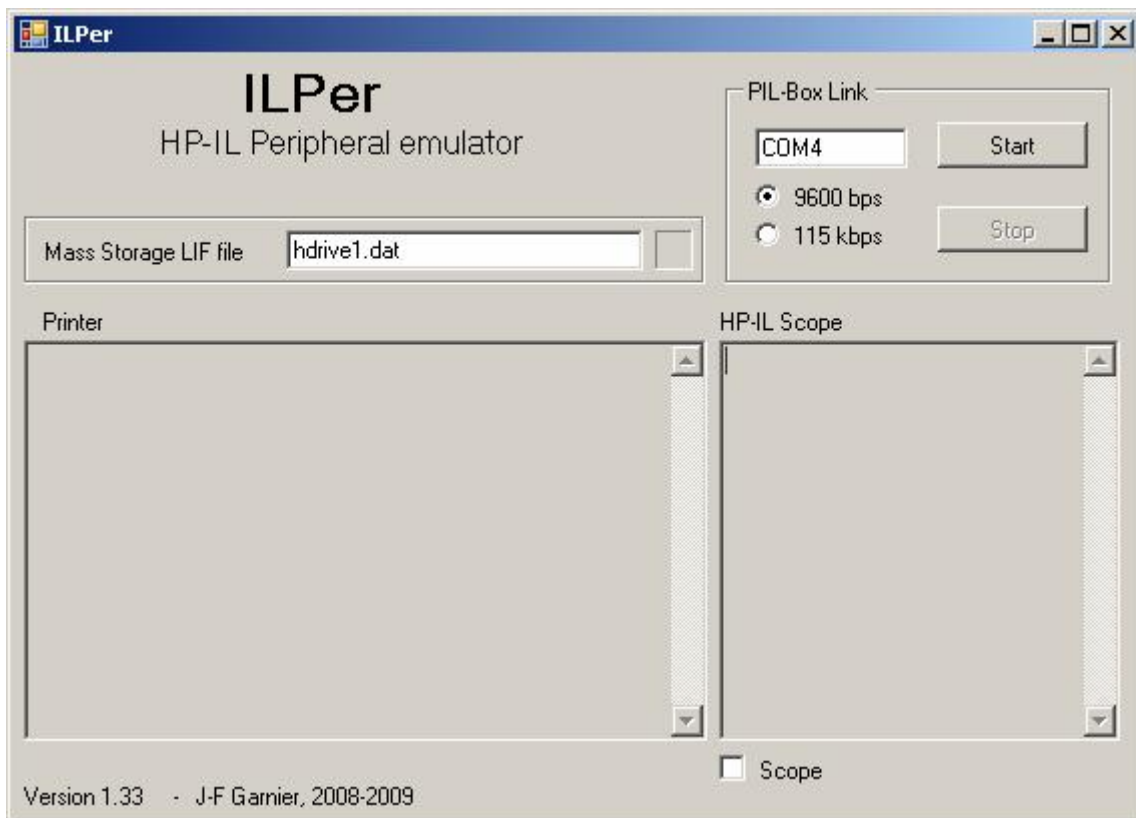 ILPer
ILPer
HP-IL Peripheral emulator
PIL-Box Link
COM4
Start
9600 bps
115 kbps
Stop
Mass Storage LIF file
hdrive1.dat
Printer
HP-IL Scope
Scope
Version 1.33 - J-F Garnier, 2008-2009